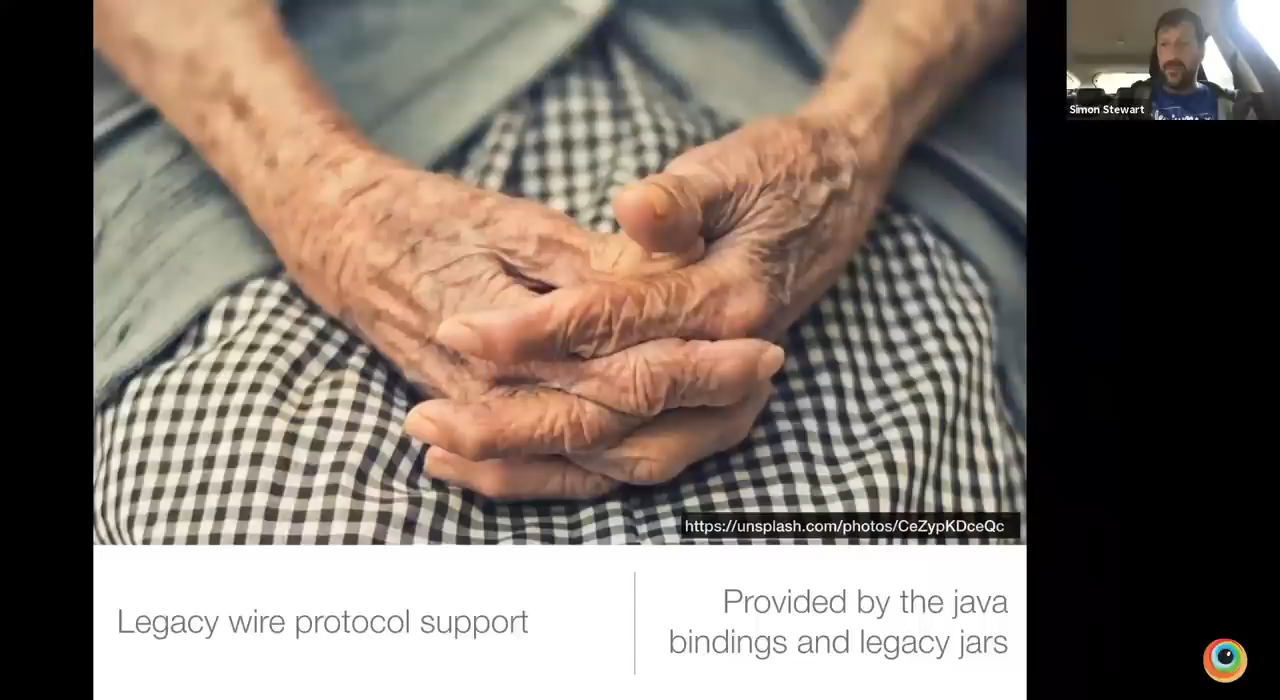 Simon Stewart
https://unsplash.com/photos/CeZypKDceQc
Legacy wire protocol support
Provided by the java
bindings and legacy jars